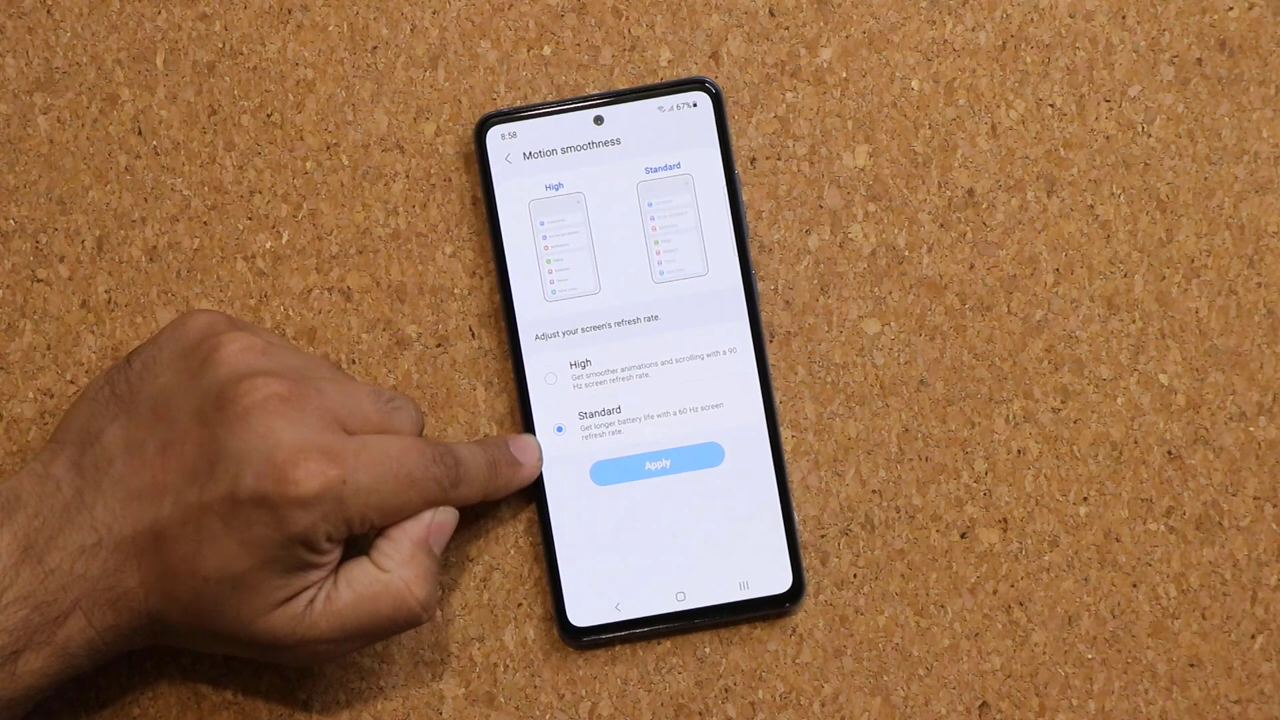 8:58
67%
Motion smoothness
High
Standard
Adjust your screen's refresh rate.
High
Get smoother animations and scrolling with a 90
Hz screen refresh rate.
Standard
Get longer battery life with a 60 Hz screen
refresh rate.
Apply